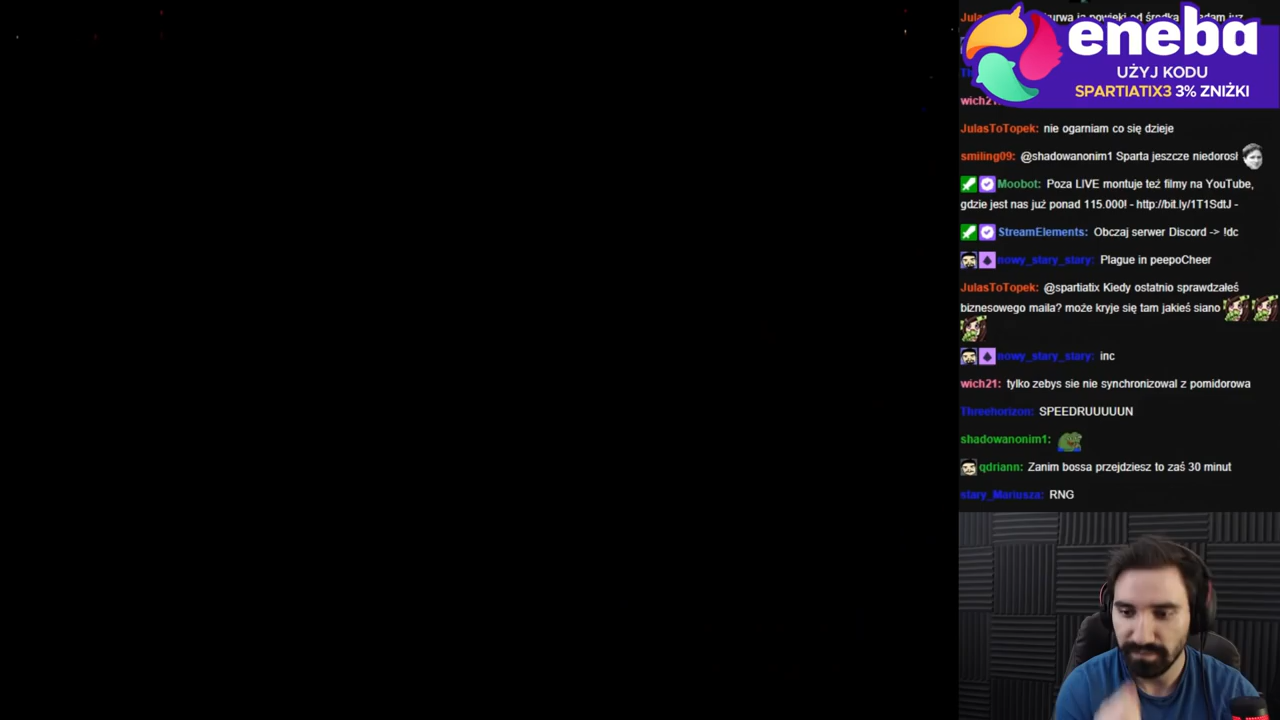 eneba
UŻYJ KODU
SPARTIATIX3 3% ZNIŻKI
wich21
JulasToTopek: nie ogarniam co się dzieje
smiling09: @shadowanonim1 Sparta jeszcze niedorosł
Moobot: Poza LIVE montuje też filmy na YouTube,
gdzie jest nas już ponad 115.000! - http://bit.ly/1T1SdtJ -
StreamElements: Obczaj serwer Discord -> !dc
nowy_stary_stary: Plague in peepoCheer
JulasToTopek: @spartiatix Kiedy ostatnio sprawdzałeś
biznesowego maila? może kryje się tam jakieś siano
nowy_stary_stary: inc
wich21: tylko zebys sie nie synchronizowal z pomidorowa
Threehorizon: SPEEDRUUUUUN
shadowanonim1:
qdriann: Zanim bossa przejdziesz to zaś 30 minut
stary_Mariusza: RNG